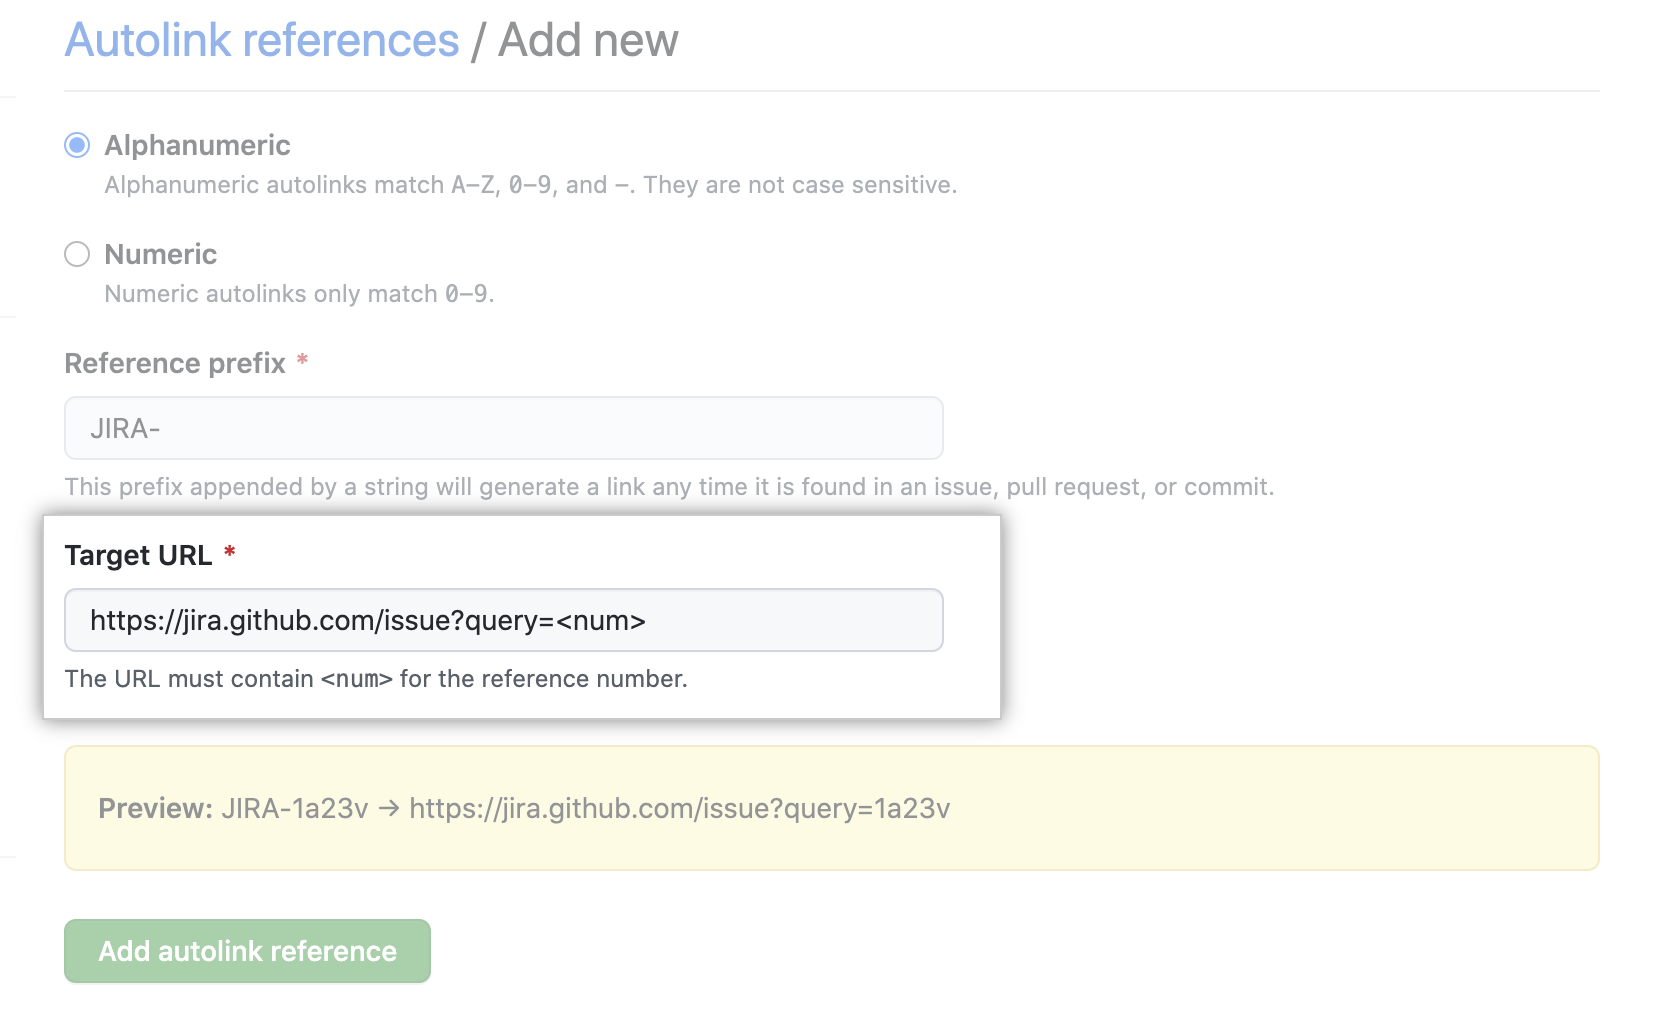 Autolink references / Add new
Alphanumeric
Alphanumeric autolinks match A–Z, 0–9, and –. They are not case sensitive.
Numeric
Numeric autolinks only match 0–9.
Reference prefix *
JIRA-
This prefix appended by a string will generate a link any time it is found in an issue, pull request, or commit.
Target URL *
https://jira.github.com/issue?query=<num>
The URL must contain <num> for the reference number.
Preview: JIRA-1a23v → https://jira.github.com/issue?query=1a23v
Add autolink reference